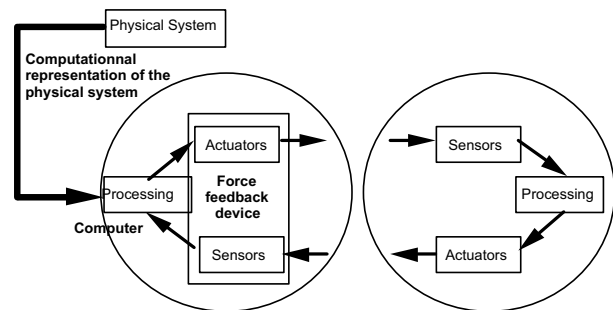 Physical System
Computationnal
representation of the
physical system
Actuators
Processing
Force
feedback
device
Computer
Sensors
Sensors
Processing
Actuators